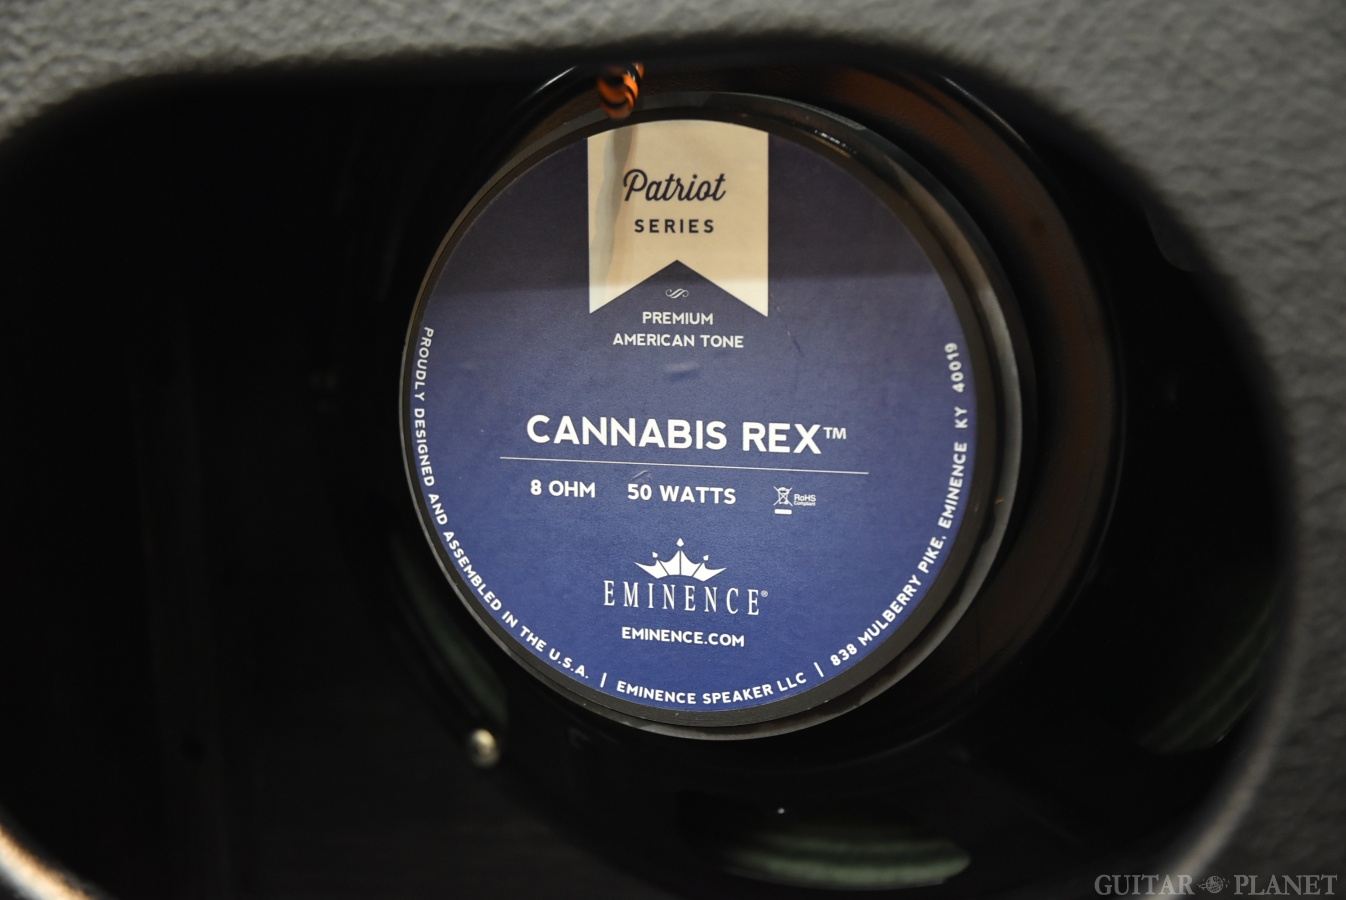 Patriot
SERIES
PREMIUM
AMERICAN TONE
CANNABIS REX™
8 OHM 50 WATTS RoHS
Compliant
EMINENCE®
EMINENCE.COM
PROUDLY DESIGNED AND ASSEMBLED IN THE U.S.A. | EMINENCE SPEAKER LLC | 838 MULBERRY PIKE, EMINENCE KY 40019
GUITAR PLANET